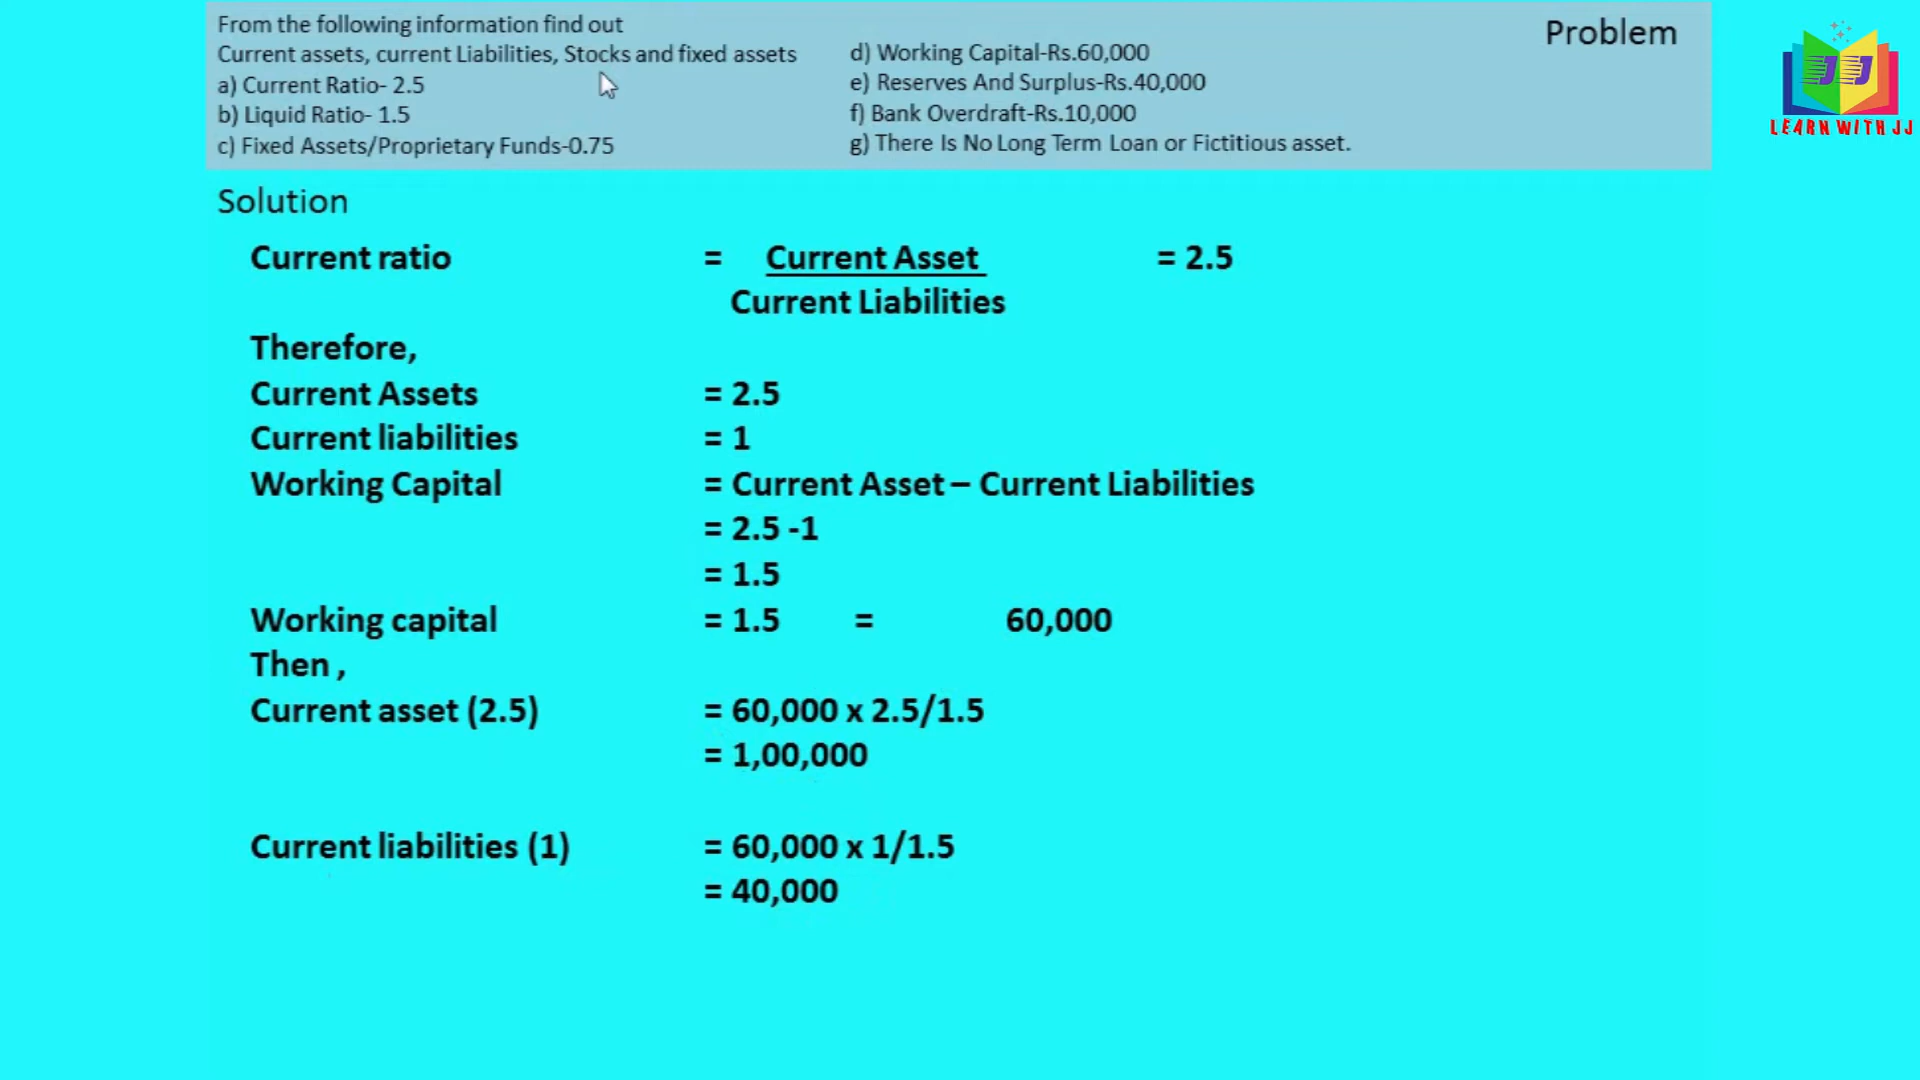 From the following information find out
Current assets, current Liabilities, Stocks and fixed assets
a) Current Ratio- 2.5
b) Liquid Ratio- 1.5
c) Fixed Assets/Proprietary Funds-0.75
d) Working Capital-Rs.60,000
e) Reserves And Surplus-Rs.40,000
f) Bank Overdraft-Rs.10,000
g) There Is No Long Term Loan or Fictitious asset.
Problem
JJ
LEARN WITH JJ
Solution
Current ratio = Current Asset = 2.5
Current Liabilities
Therefore,
Current Assets = 2.5
Current liabilities = 1
Working Capital = Current Asset – Current Liabilities
= 2.5 -1
= 1.5
Working capital = 1.5 = 60,000
Then ,
Current asset (2.5) = 60,000 x 2.5/1.5
= 1,00,000
Current liabilities (1) = 60,000 x 1/1.5
= 40,000